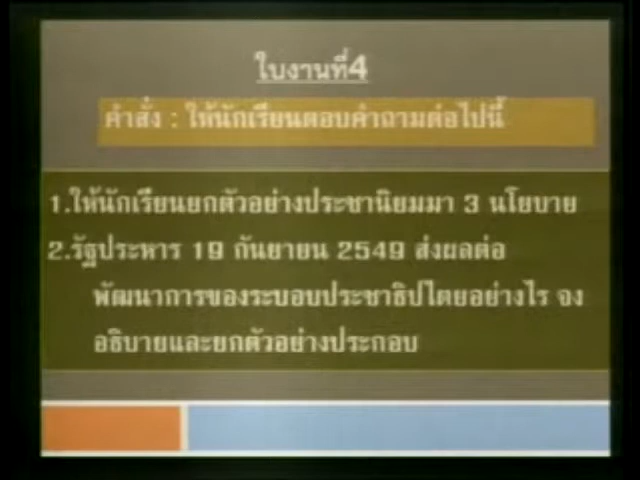 ใบงานที่4
คำสั่ง : ให้นักเรียนตอบคำถามต่อไปนี้
1.ให้นักเรียนยกตัวอย่างประชานิยมมา 3 นโยบาย
2.รัฐประหาร 19 กันยายน 2549 ส่งผลต่อ
พัฒนาการของระบอบประชาธิปไตยอย่างไร จง
อธิบายและยกตัวอย่างประกอบ